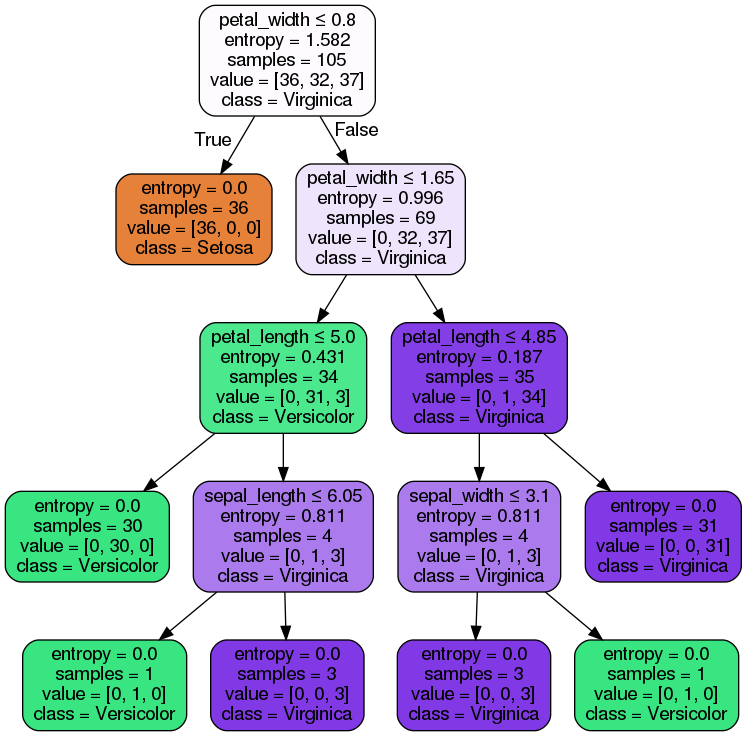 petal_width ≤ 0.8
entropy = 1.582
samples = 105
value = [36, 32, 37]
class = Virginica
True
False
entropy = 0.0
samples = 36
value = [36, 0, 0]
class = Setosa
petal_width ≤ 1.65
entropy = 0.996
samples = 69
value = [0, 32, 37]
class = Virginica
petal_length ≤ 5.0
entropy = 0.431
samples = 34
value = [0, 31, 3]
class = Versicolor
petal_length ≤ 4.85
entropy = 0.187
samples = 35
value = [0, 1, 34]
class = Virginica
entropy = 0.0
samples = 30
value = [0, 30, 0]
class = Versicolor
sepal_length ≤ 6.05
entropy = 0.811
samples = 4
value = [0, 1, 3]
class = Virginica
sepal_width ≤ 3.1
entropy = 0.811
samples = 4
value = [0, 1, 3]
class = Virginica
entropy = 0.0
samples = 31
value = [0, 0, 31]
class = Virginica
entropy = 0.0
samples = 1
value = [0, 1, 0]
class = Versicolor
entropy = 0.0
samples = 3
value = [0, 0, 3]
class = Virginica
entropy = 0.0
samples = 3
value = [0, 0, 3]
class = Virginica
entropy = 0.0
samples = 1
value = [0, 1, 0]
class = Versicolor